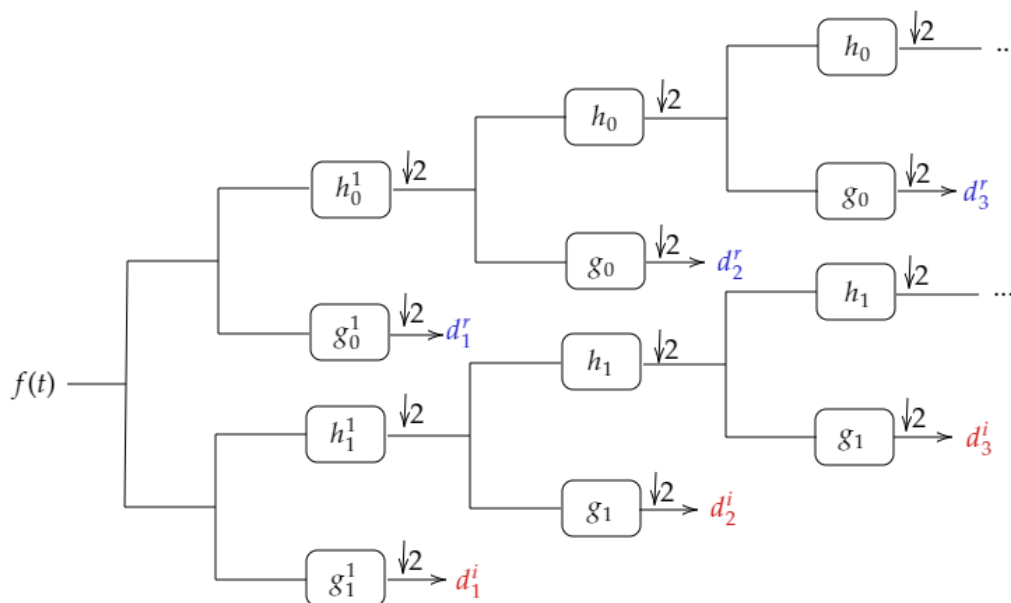 h₀ ↓2 ...
h₀ ↓2
h₀¹ ↓2
g₀ ↓2 d₃ʳ
g₀ ↓2 d₂ʳ
h₁ ↓2 ...
g₀¹ ↓2 d₁ʳ
h₁ ↓2
f(t)
h₁¹ ↓2
g₁ ↓2 d₃ⁱ
g₁ ↓2 d₂ⁱ
g₁¹ ↓2 d₁ⁱ